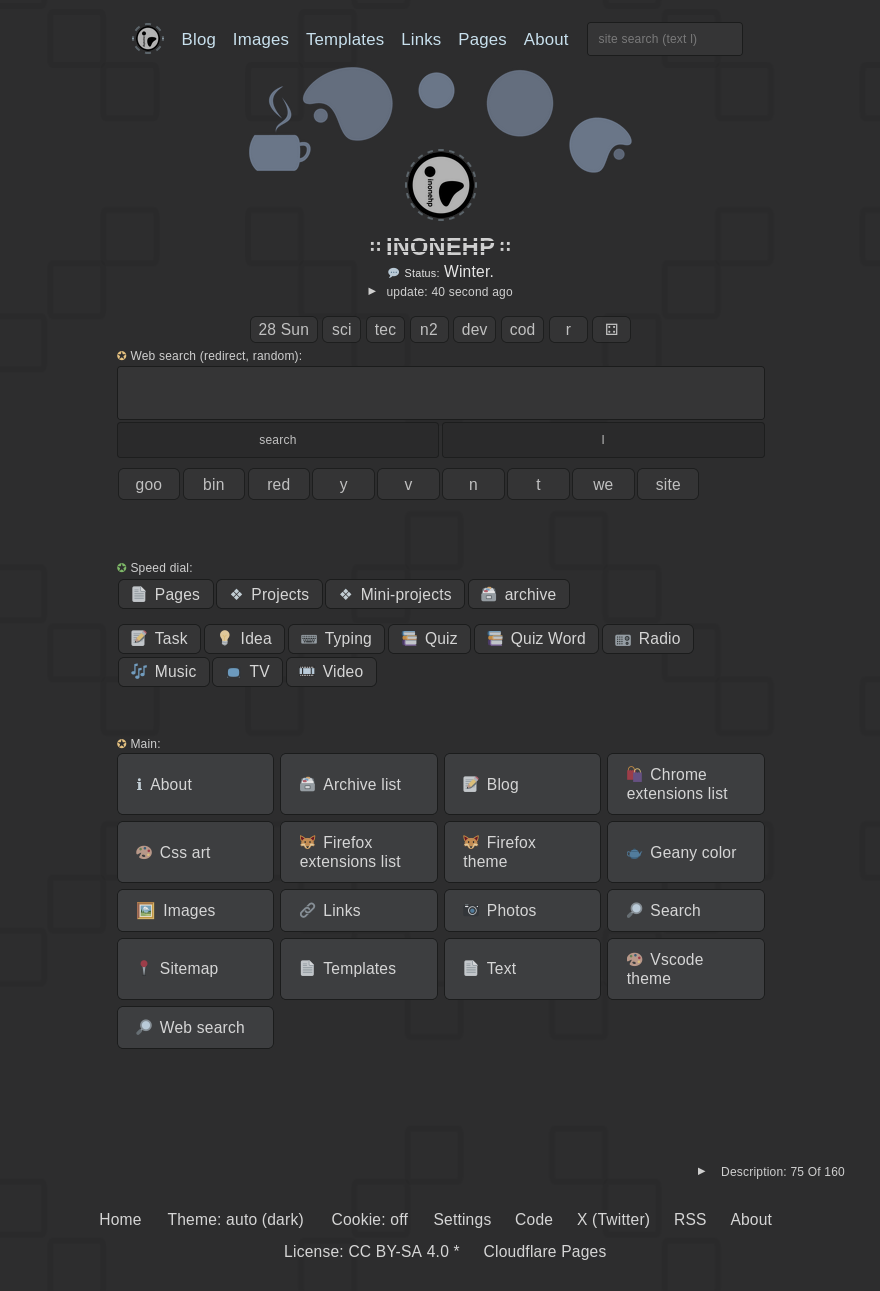 Blog Images Templates Links Pages About site search (text l)
inonehp
:: INONEHP ::
💬 Status: Winter.
► update: 40 second ago
28 Sun sci tec n2 dev cod r ⚃
✪ Web search (redirect, random):
search l
goo bin red y v n t we site
✪ Speed dial:
Pages ❖ Projects ❖ Mini-projects archive
Task Idea Typing Quiz Quiz Word Radio
Music TV Video
✪ Main:
ℹ About Archive list Blog Chrome extensions list
Css art Firefox extensions list Firefox theme Geany color
Images Links Photos Search
Sitemap Templates Text Vscode theme
Web search
► Description: 75 Of 160
Home Theme: auto (dark) Cookie: off Settings Code X (Twitter) RSS About
License: CC BY-SA 4.0 * Cloudflare Pages